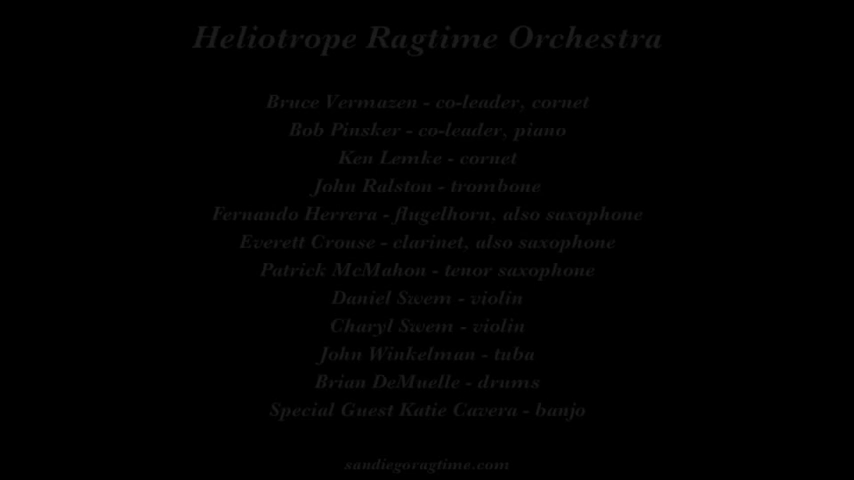 Heliotrope Ragtime Orchestra
Bruce Vermazen - co-leader, cornet
Bob Pinsker - co-leader, piano
Ken Lemke - cornet
John Ralston - trombone
Fernando Herrera - flugelhorn, also saxophone
Everett Crouse - clarinet, also saxophone
Patrick McMahon - tenor saxophone
Daniel Swem - violin
Charyl Swem - violin
John Winkelman - tuba
Brian DeMuelle - drums
Special Guest Katie Cavera - banjo
sandiegoragtime.com